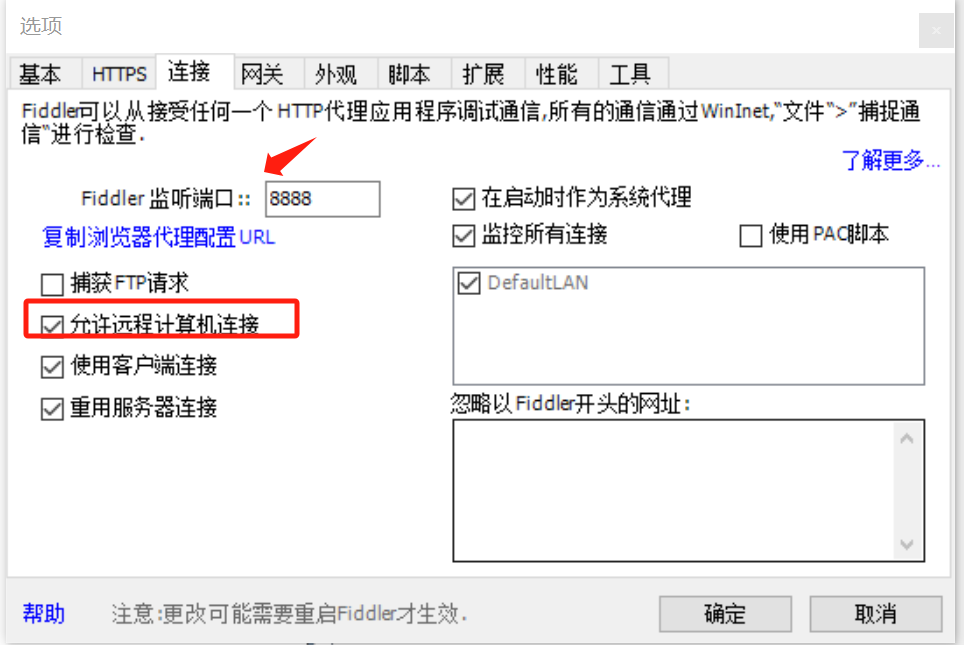 选项
基本 HTTPS 连接 网关 外观 脚本 扩展 性能 工具
Fiddler可以从接受任何一个HTTP代理应用程序调试通信,所有的通信通过WinInet,“文件“>”捕捉通
信“进行检查.
了解更多...
Fiddler 监听端口:: 8888
在启动时作为系统代理
复制浏览器代理配置URL
监控所有连接
使用PAC脚本
捕获FTP请求
DefaultLAN
允许远程计算机连接
使用客户端连接
重用服务器连接
忽略以Fiddler开头的网址:
帮助
注意:更改可能需要重启Fiddler才生效.
确定
取消